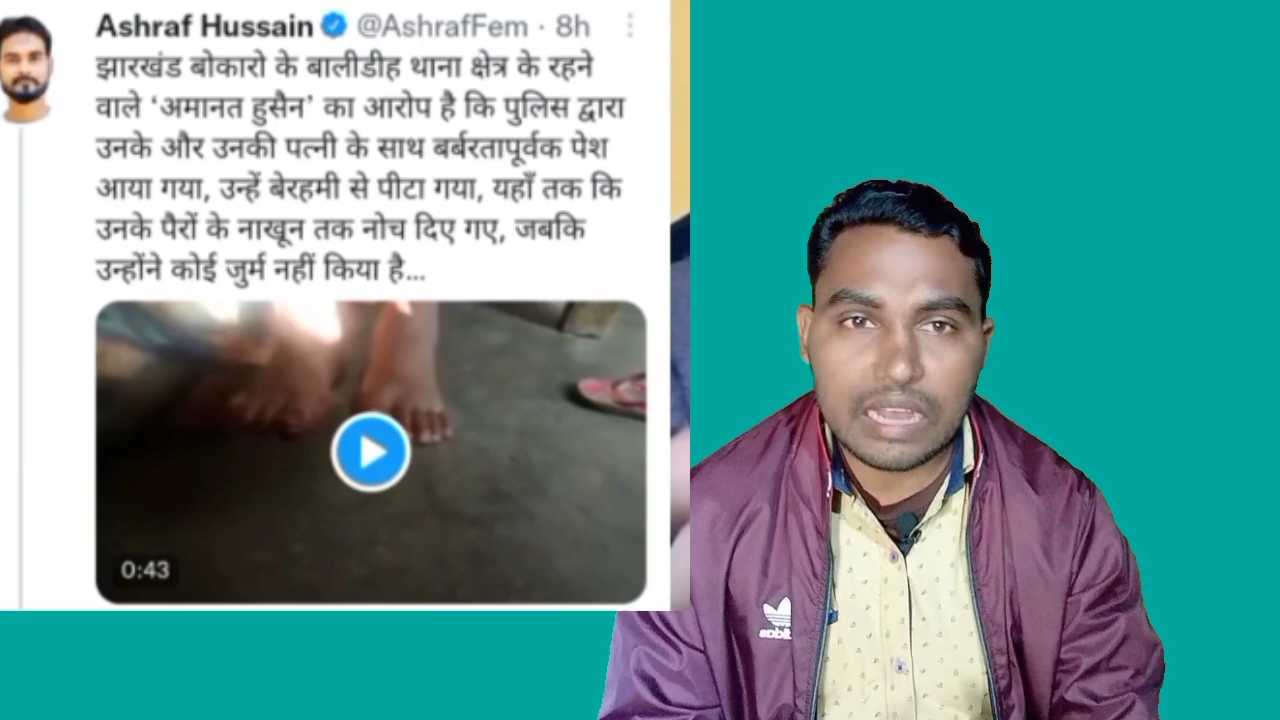 Ashraf Hussain @AshrafFem · 8h
झारखंड बोकारो के बालीडीह थाना क्षेत्र के रहने
वाले ‘अमानत हुसैन’ का आरोप है कि पुलिस द्वारा
उनके और उनकी पत्नी के साथ बर्बरतापूर्वक पेश
आया गया, उन्हें बेरहमी से पीटा गया, यहाँ तक कि
उनके पैरों के नाखून तक नोच दिए गए, जबकि
उन्होंने कोई जुर्म नहीं किया है...
0:43